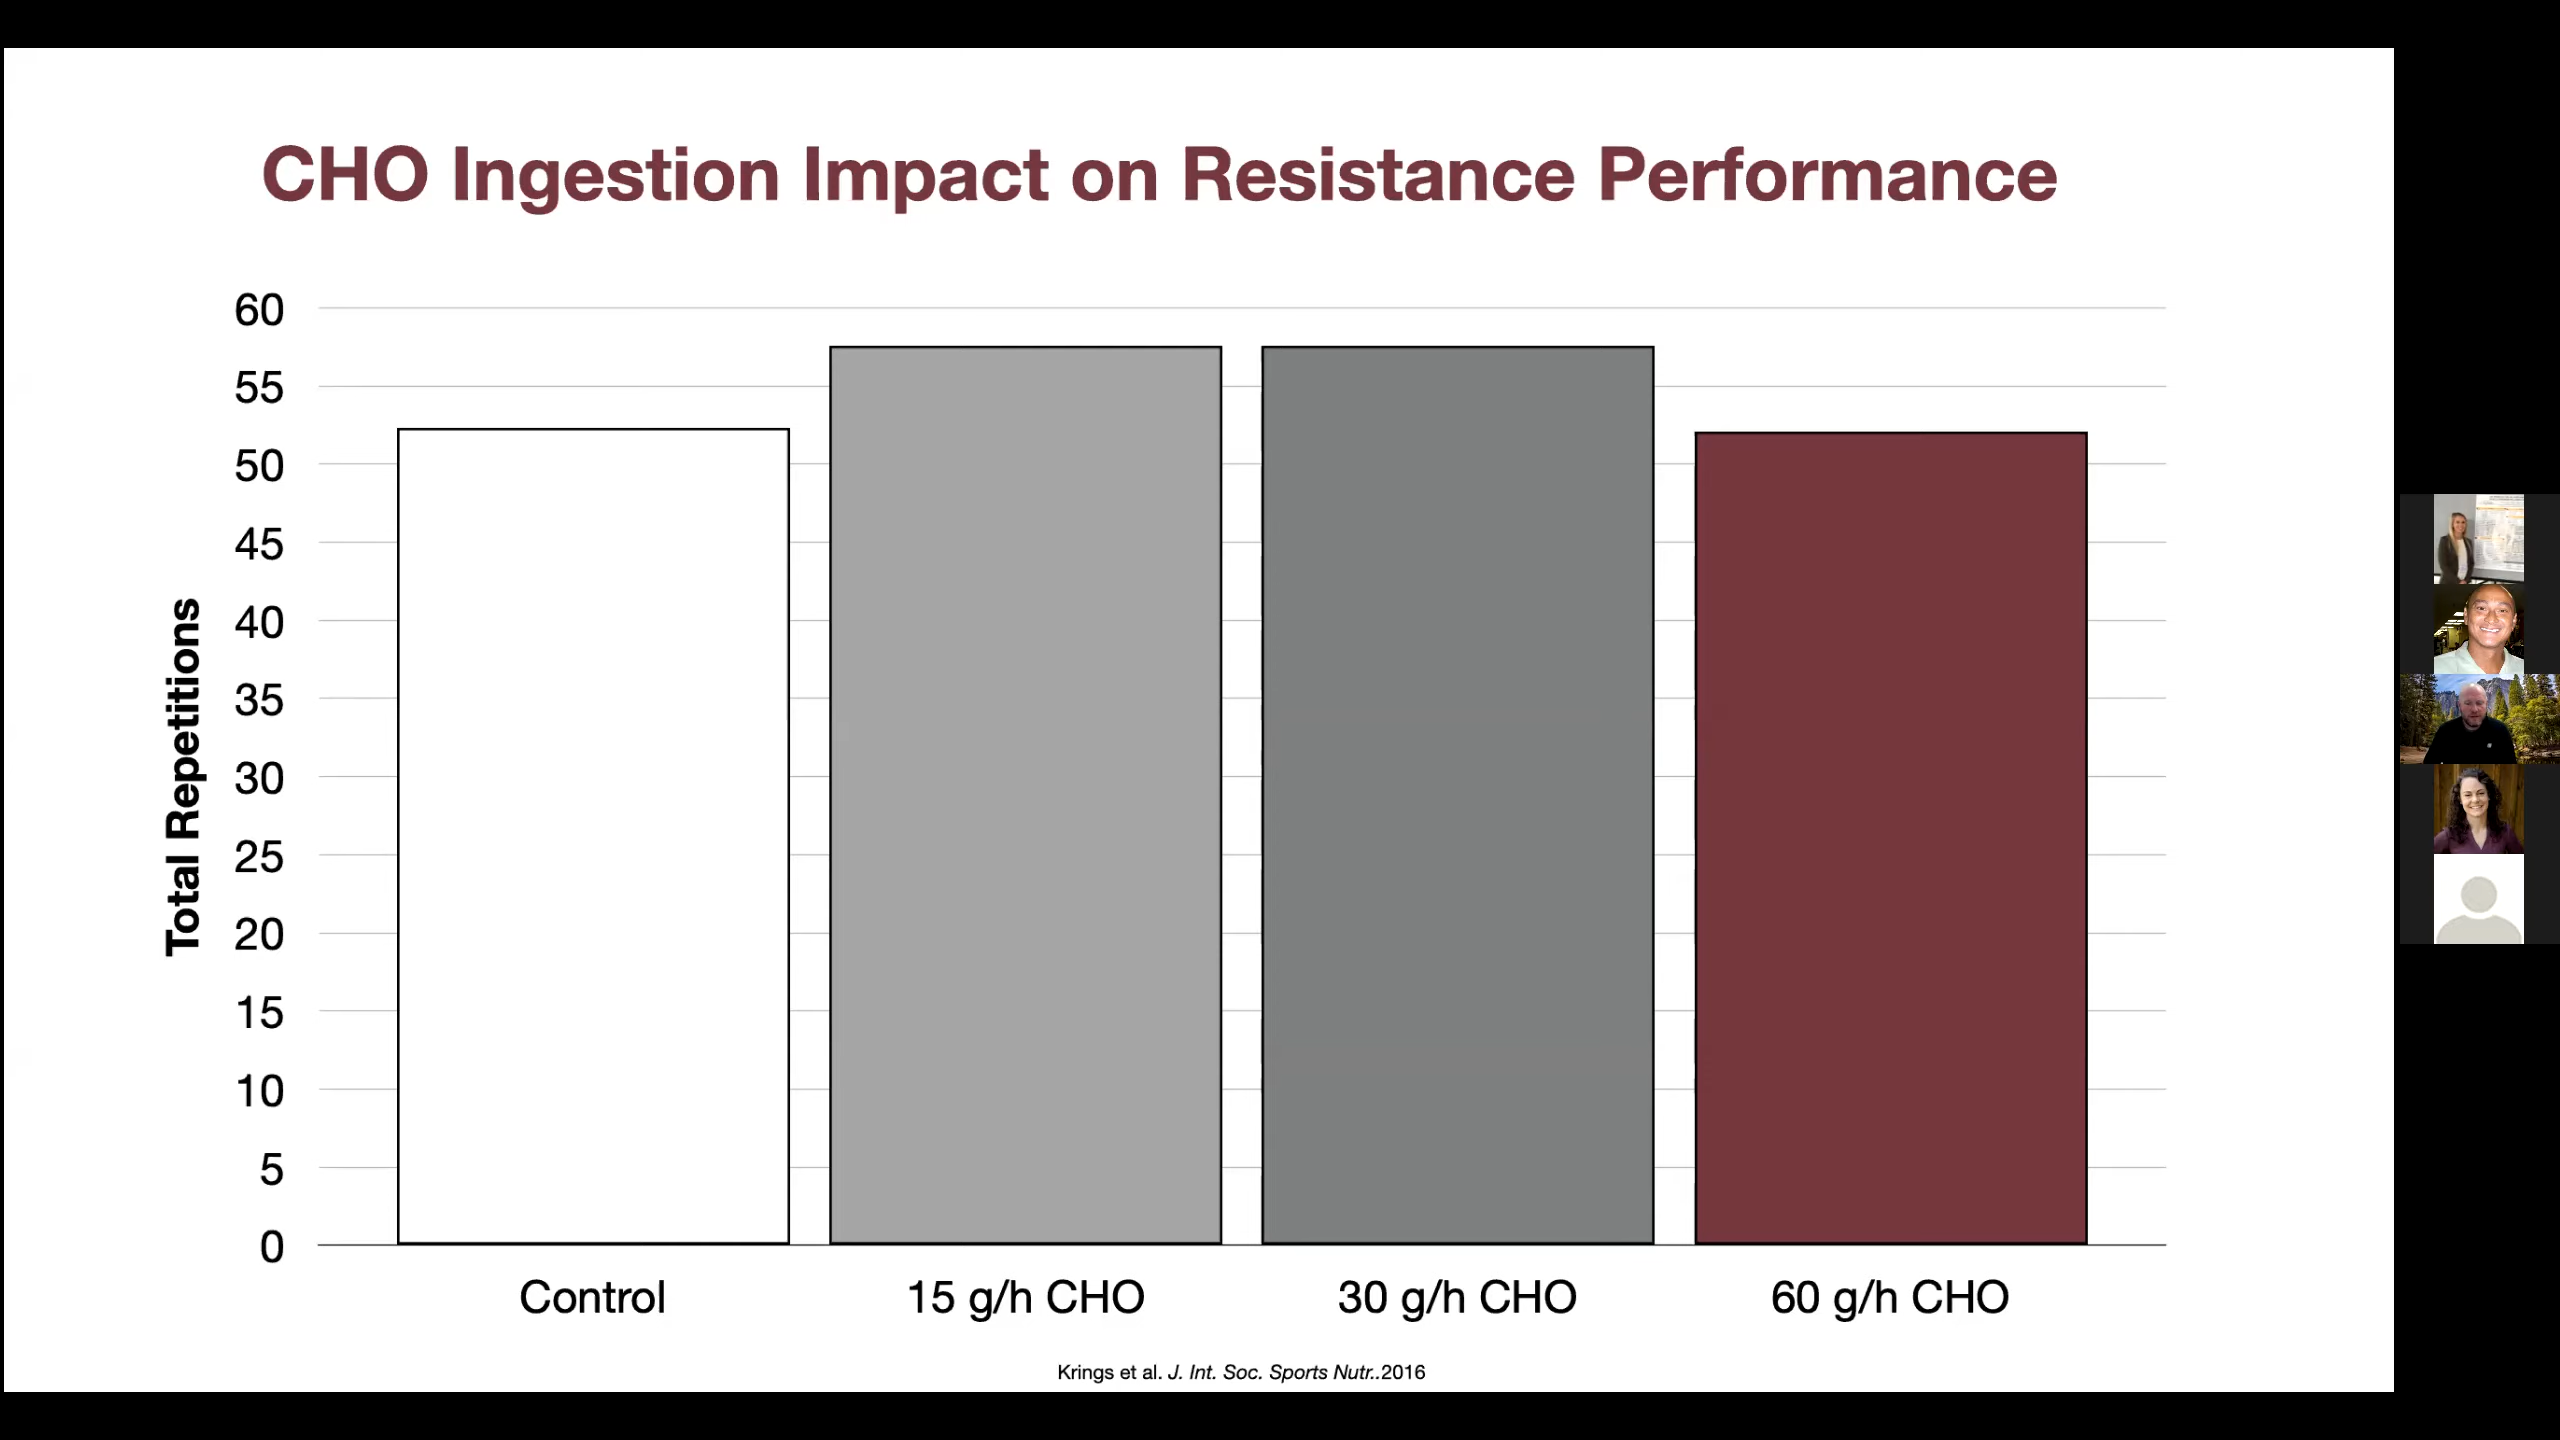 CHO Ingestion Impact on Resistance Performance
60
55
50
45
40
35
30
25
20
15
10
5
0
Total Repetitions
Control
15 g/h CHO
30 g/h CHO
60 g/h CHO
Krings et al. J. Int. Soc. Sports Nutr..2016